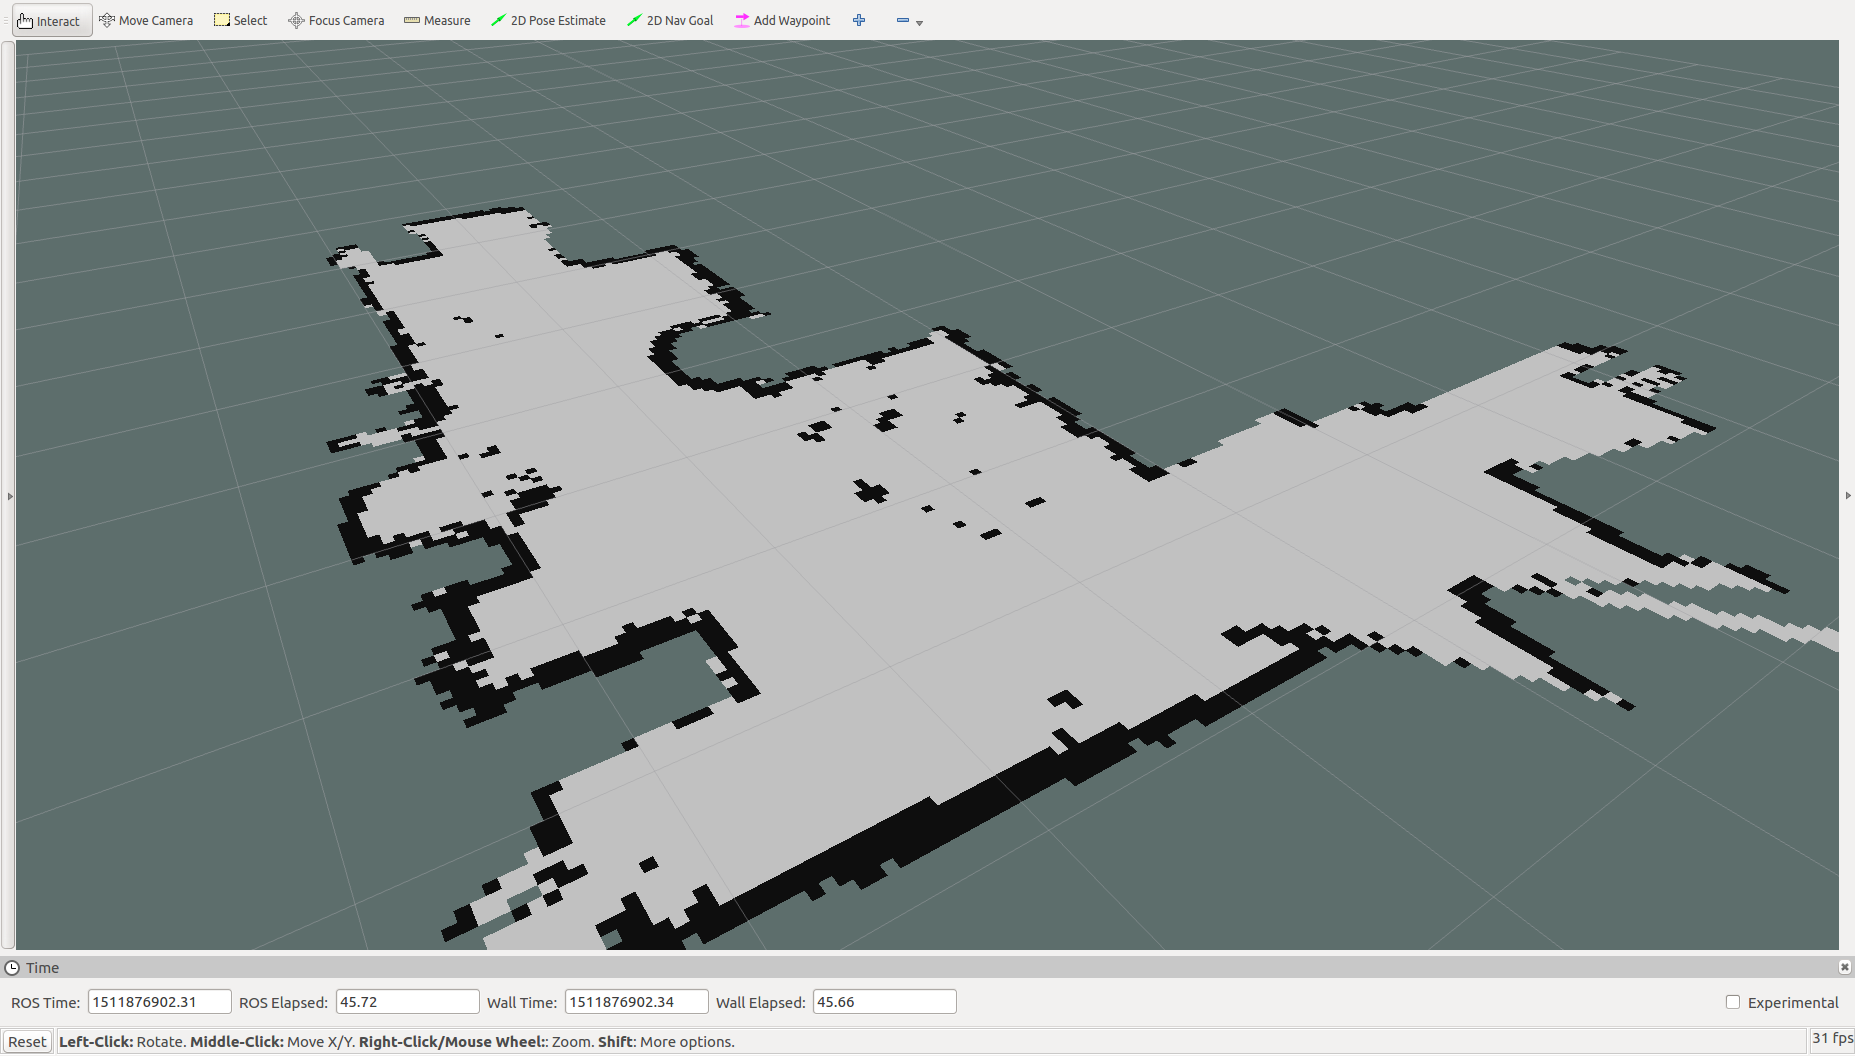 Interact Move Camera Select Focus Camera Measure 2D Pose Estimate 2D Nav Goal Add Waypoint
Time
ROS Time: 1511876902.31 ROS Elapsed: 45.72 Wall Time: 1511876902.34 Wall Elapsed: 45.66 Experimental
Reset Left-Click: Rotate. Middle-Click: Move X/Y. Right-Click/Mouse Wheel:: Zoom. Shift: More options. 31 fps